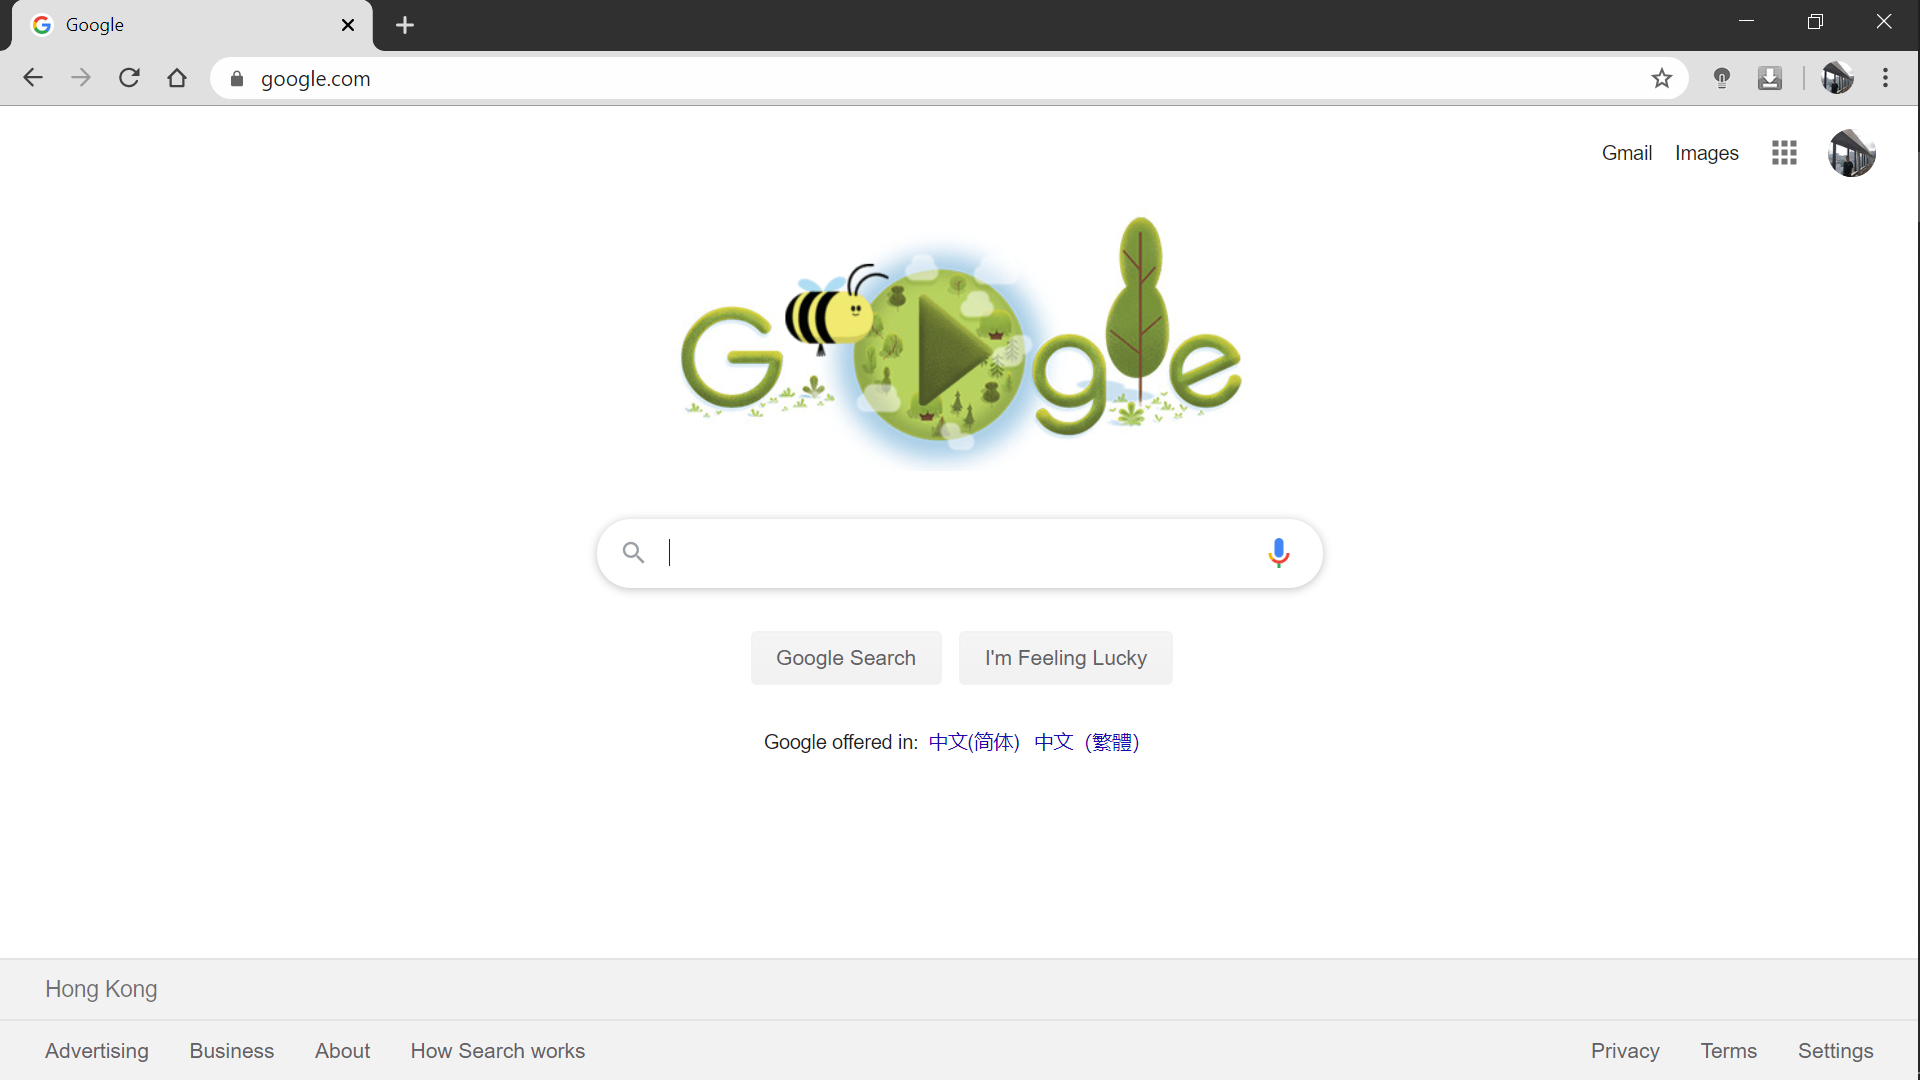 Google
google.com
Gmail Images
Google
Google Search I'm Feeling Lucky
Google offered in: 中文(简体) 中文（繁體）
Hong Kong
Advertising Business About How Search works Privacy Terms Settings